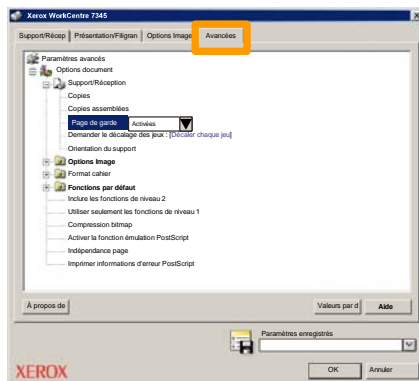 Xerox WorkCentre 7345
Support/Récep Présentation/Filigran Options Image Avancées
Paramètres avancés
Options document
Support/Réception
Copies
Copies assemblées
Page de garde Activées
Demander le décalage des jeux : [Décaler chaque jeu]
Orientation du support
Options Image
Format cahier
Fonctions par défaut
Inclure les fonctions de niveau 2
Utiliser seulement les fonctions de niveau 1
Compression bitmap
Activer la fonction émulation PostScript
Indépendance page
Imprimer informations d'erreur PostScript
À propos de Valeurs par d Aide
Paramètres enregistrés
XEROX OK Annuler